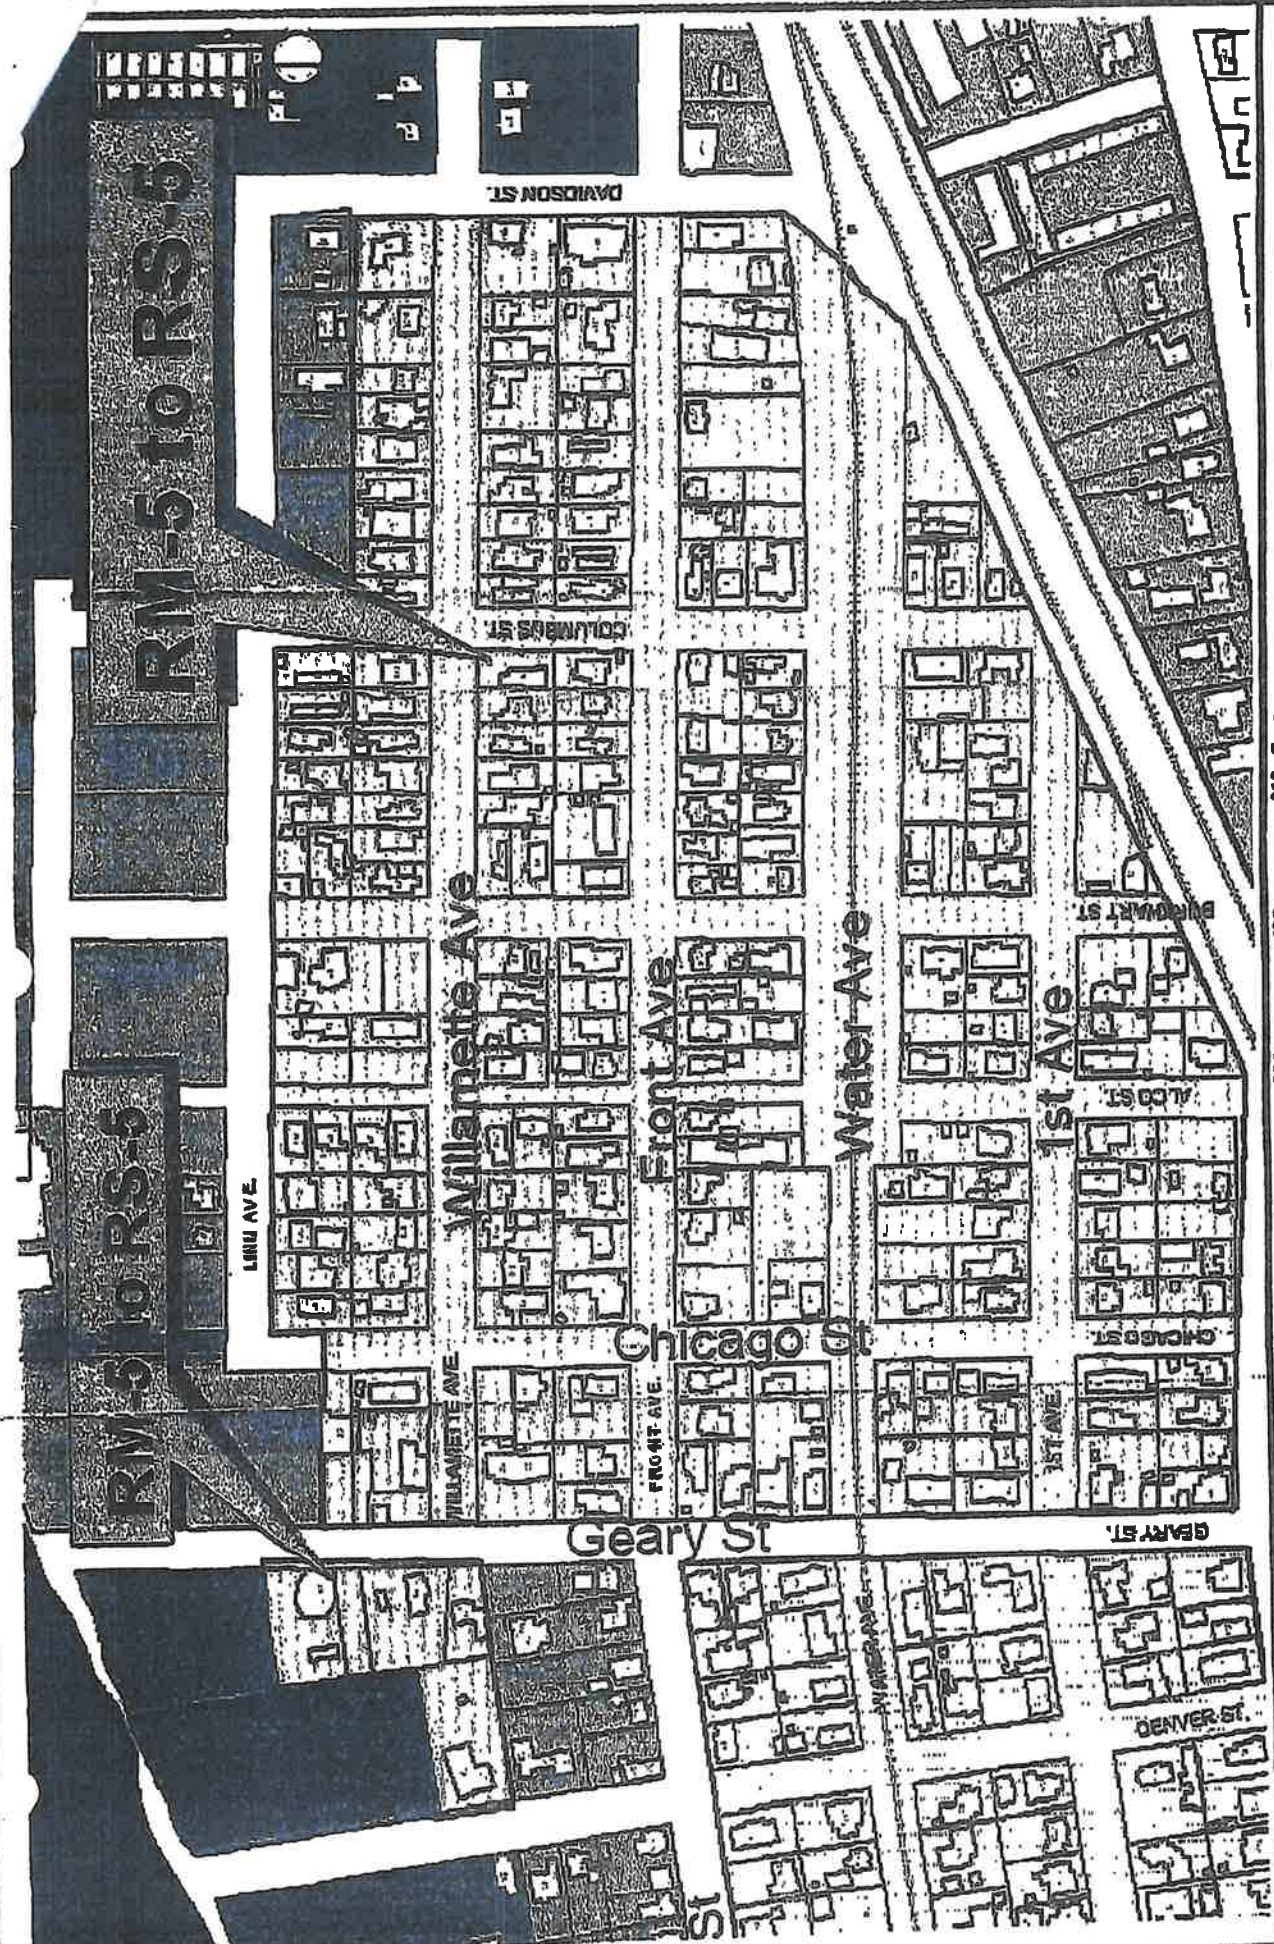 RM-5 to RS-5
RM-5 to RS-5
DAVIDSON ST.
COLUMBUS ST.
Willamette Ave
Front Ave
Water Ave
1st Ave
BURKHART ST
ALCO ST.
LINN AVE.
Chicago St
CHICAGO ST.
WILLAMETTE AVE
FRONT AVE.
1ST AVE.
Geary St
GEARY ST.
DENVER ST.
St